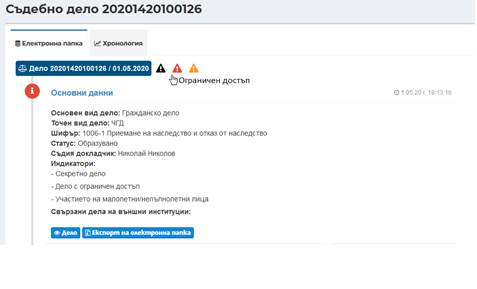 Съдебно дело 20201420100126
Електронна папка
Хронология
Дело 20201420100126 / 01.05.2020
Ограничен достъп
Основни данни
1.05.20 г. 19:13:16
Основен вид дело: Гражданско дело
Точен вид дело: ЧГД
Шифър: 1006-1 Приемане на наследство и отказ от наследство
Статус: Образувано
Съдия докладчик: Николай Николов
Индикатори:
- Секретно дело
- Дело с ограничен достъп
- Участието на малолетни/непълнолетни лица
Свързани дела на външни институции:
Дело
Експорт на електронна папка